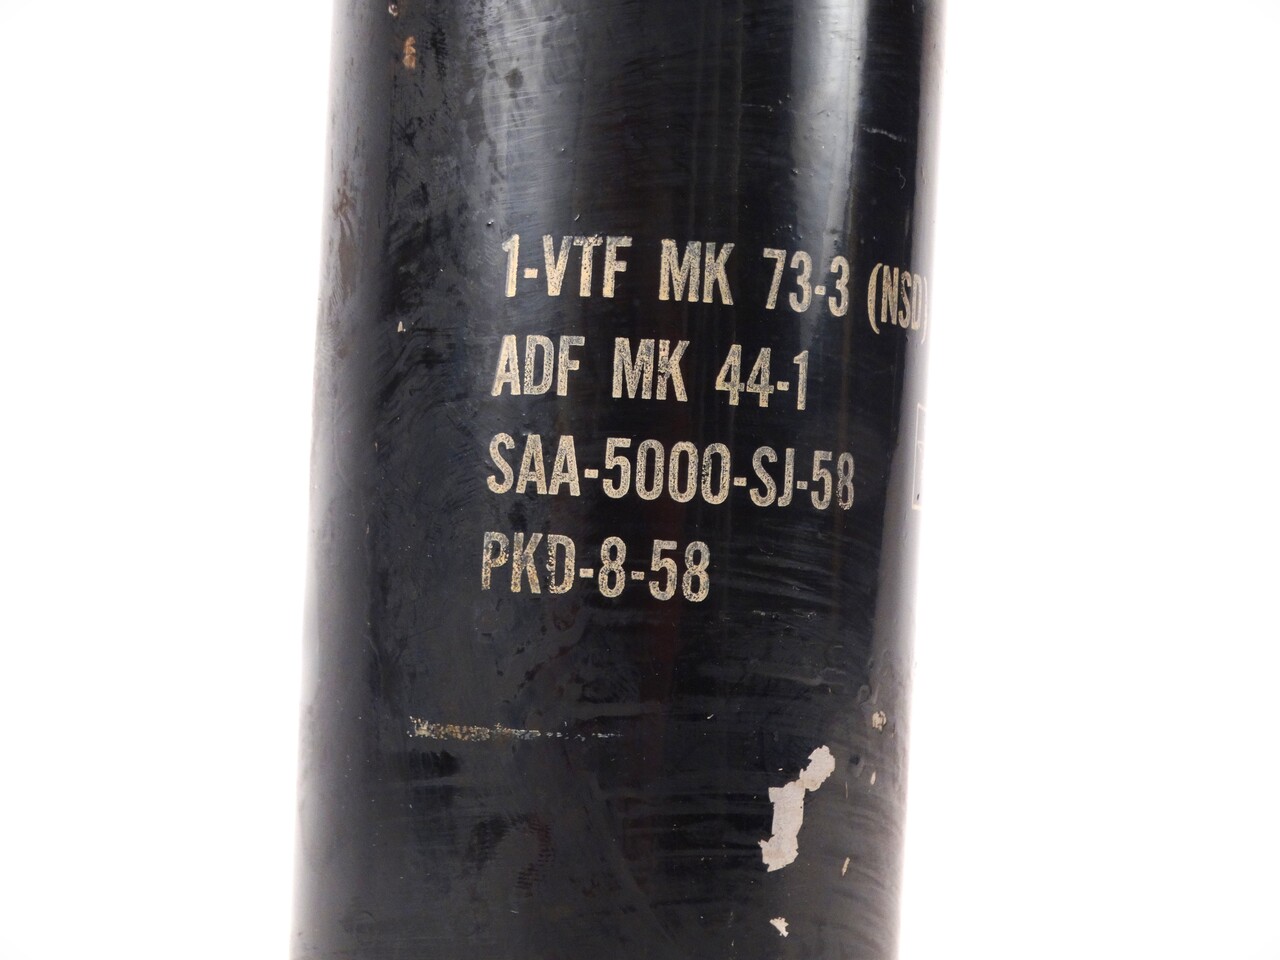 1-VTF MK 73-3 (NSD)
ADF MK 44-1
SAA-5000-SJ-58
PKD-8-58